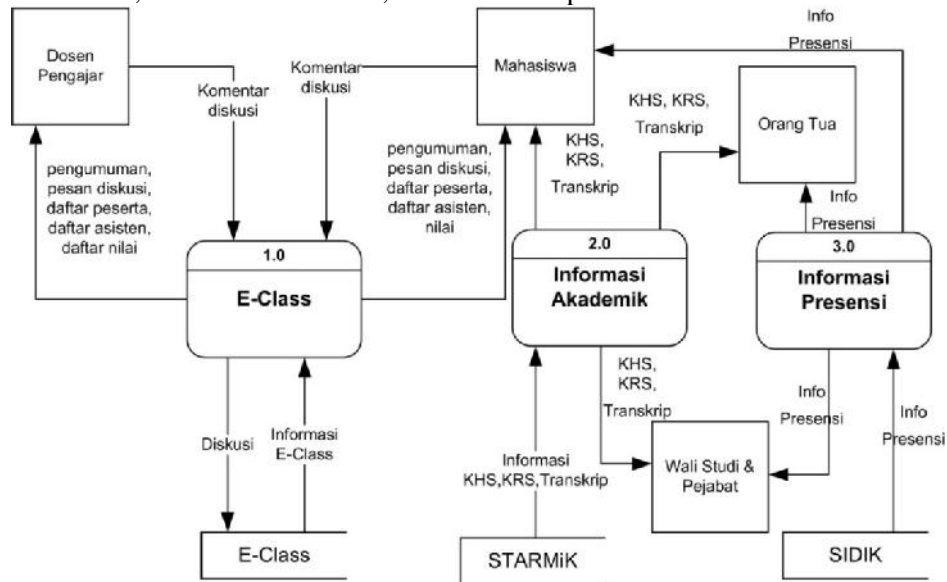 Dosen
Pengajar
Komentar
diskusi
Komentar
diskusi
Mahasiswa
Info
Presensi
KHS, KRS,
Transkrip
Orang Tua
pengumuman,
pesan diskusi,
daftar peserta,
daftar asisten,
daftar nilai
pengumuman,
pesan diskusi,
daftar peserta,
daftar asisten,
nilai
KHS,
KRS,
Transkrip
Info
Presensi
1.0
E-Class
2.0
Informasi
Akademik
3.0
Informasi
Presensi
Diskusi
Informasi
E-Class
KHS,
KRS,
Transkrip
Info
Presensi
Info
Presensi
Informasi
KHS,KRS,Transkrip
Wali Studi &
Pejabat
E-Class
STARMiK
SIDIK